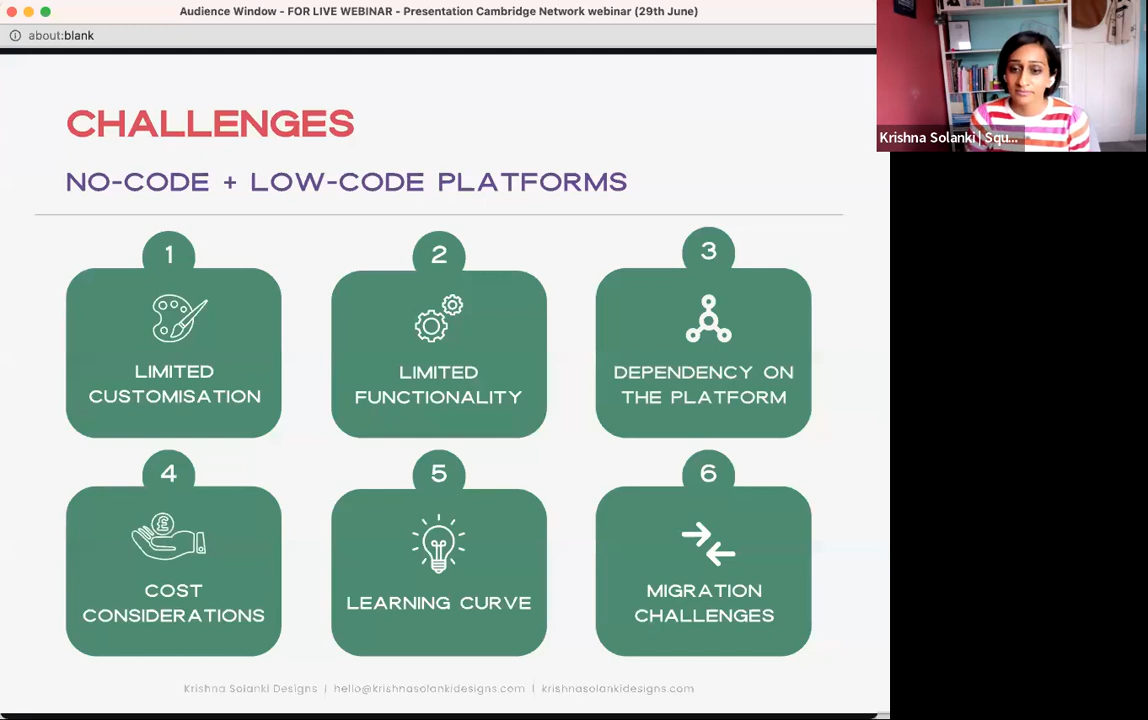 Audience Window - FOR LIVE WEBINAR - Presentation Cambridge Network webinar (29th June)
about:blank
Krishna Solanki | Squ...
CHALLENGES
NO-CODE + LOW-CODE PLATFORMS
1
2
3
LIMITED
CUSTOMISATION
LIMITED
FUNCTIONALITY
DEPENDENCY ON
THE PLATFORM
4
5
6
£
COST
CONSIDERATIONS
LEARNING CURVE
MIGRATION
CHALLENGES
Krishna Solanki Designs | hello@krishnasolankidesigns.com | krishnasolankidesigns.com